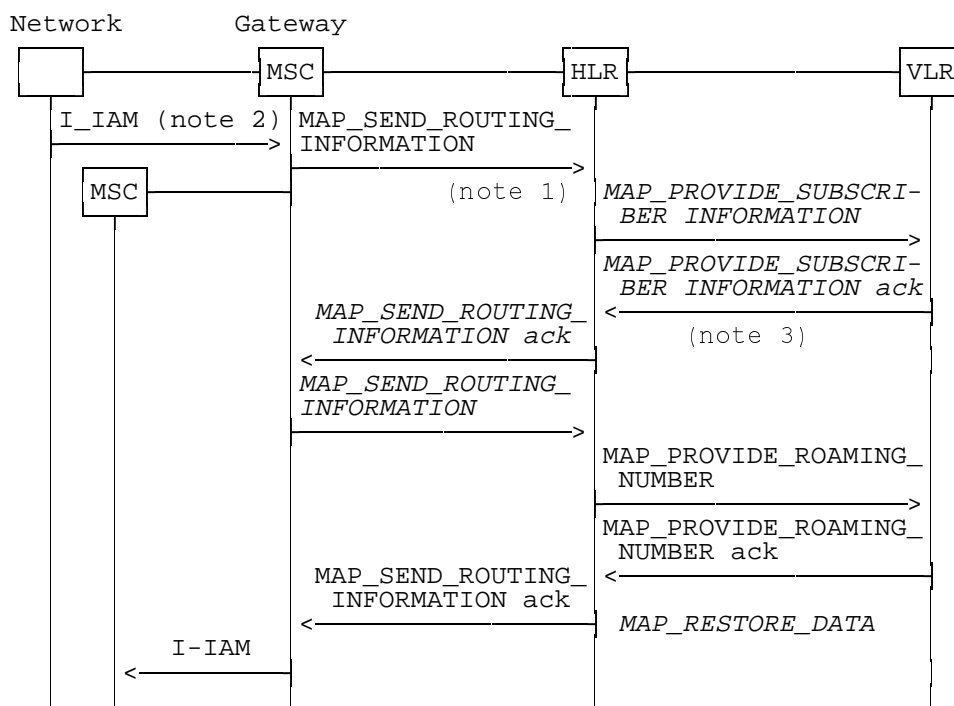 Network Gateway
MSC HLR VLR
I_IAM (note 2)
MAP_SEND_ROUTING_
INFORMATION
MSC
(note 1)
MAP_PROVIDE_SUBSCRI-
BER INFORMATION
MAP_PROVIDE_SUBSCRI-
BER INFORMATION ack
MAP_SEND_ROUTING_
INFORMATION ack
(note 3)
MAP_SEND_ROUTING_
INFORMATION
MAP_PROVIDE_ROAMING_
NUMBER
MAP_PROVIDE_ROAMING_
NUMBER ack
MAP_SEND_ROUTING_
INFORMATION ack
MAP_RESTORE_DATA
I-IAM